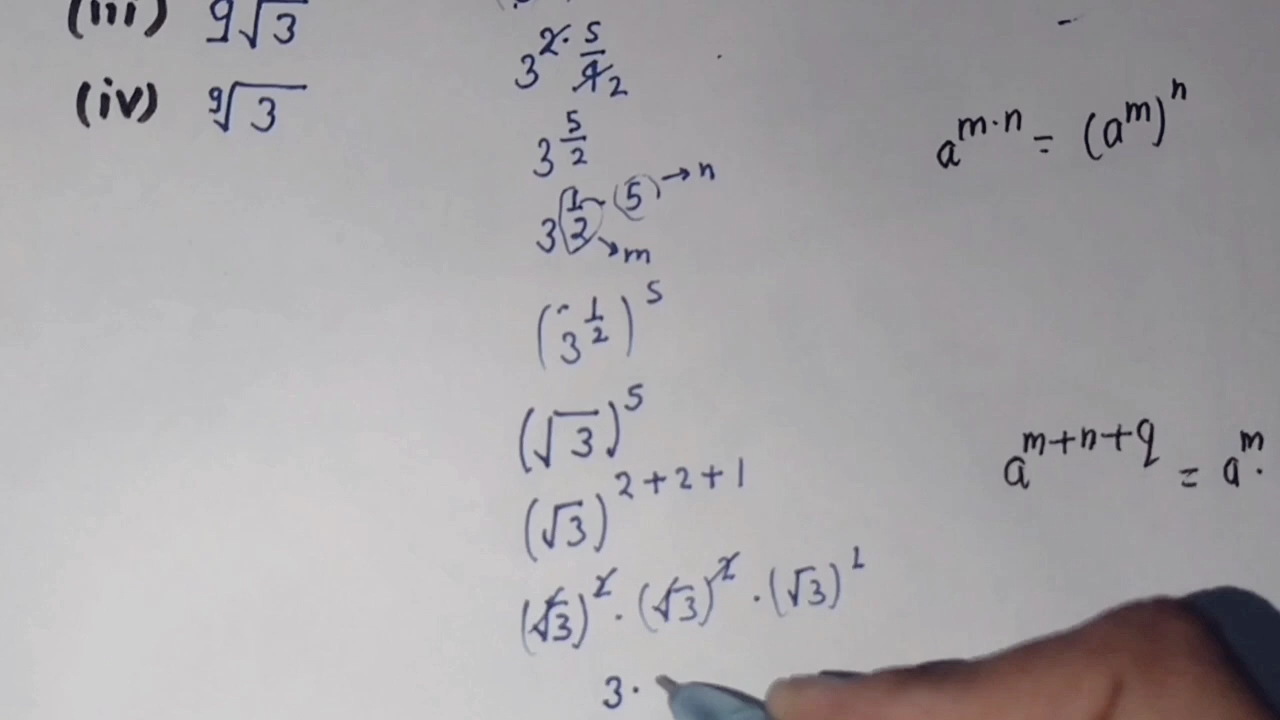 (iii) 9√3
(iv) ⁹√3
3^2·5/4 2
3^5/2
3^1/2·(5) → n
→ m
(3^1/2)^5
(√3)^5
(√3)^2+2+1
(√3)^2 · (√3)^2 · (√3)^1
3 ·
a^m·n = (a^m)^n
a^m+n+q = a^m ·